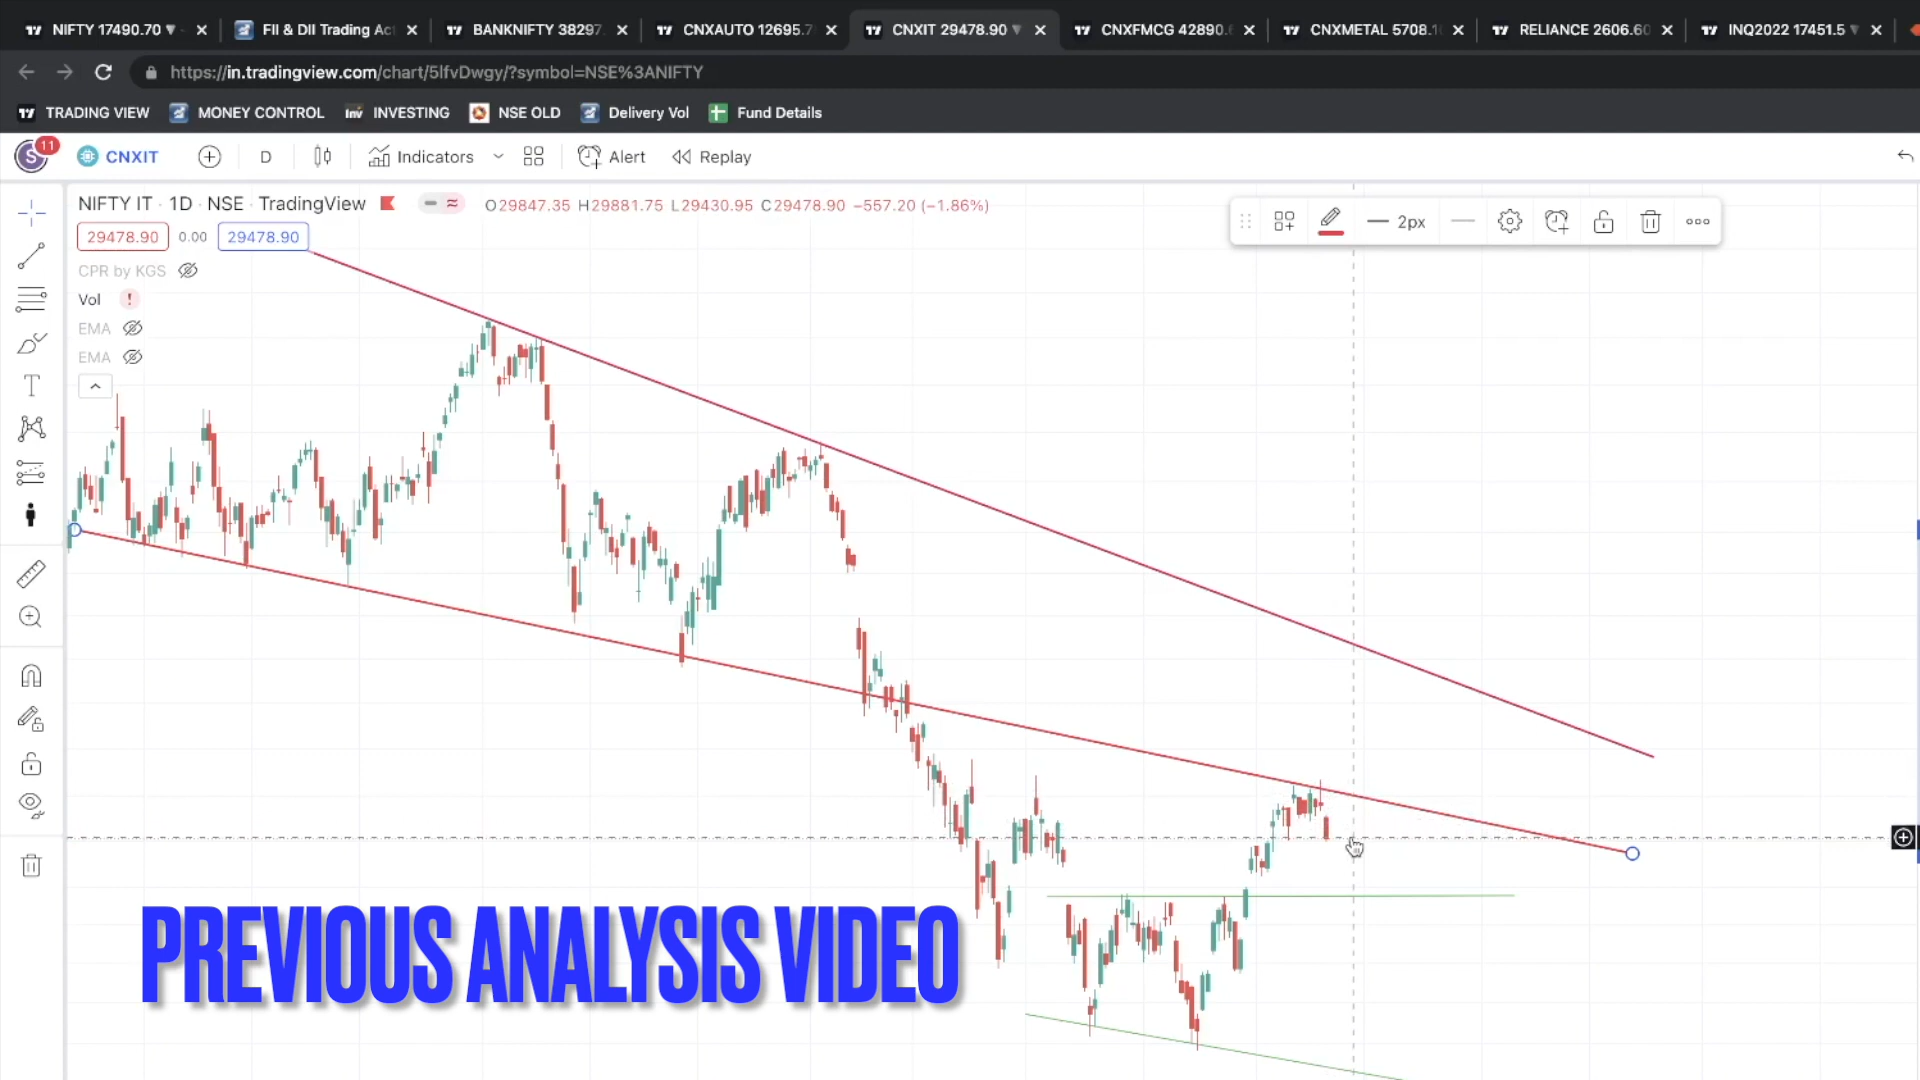 NIFTY 17490.70
FII & DII Trading Ac
BANKNIFTY 38297
CNXAUTO 12695.7
CNXIT 29478.90
CNXFMCG 42890.
CNXMETAL 5708.1
RELIANCE 2606.60
INQ2022 17451.5
https://in.tradingview.com/chart/5lfvDwgy/?symbol=NSE%3ANIFTY
TRADING VIEW
MONEY CONTROL
Inv INVESTING
NSE OLD
Delivery Vol
Fund Details
S 11
CNXIT
D
Indicators
Alert
Replay
NIFTY IT · 1D · NSE · TradingView
O29847.35 H29881.75 L29430.95 C29478.90 −557.20 (−1.86%)
2px
29478.90 0.00 29478.90
CPR by KGS
Vol !
EMA
EMA
PREVIOUS ANALYSIS VIDEO